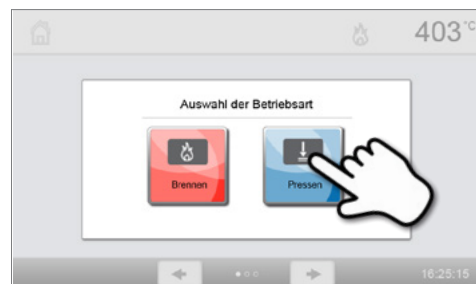 403 °C
Auswahl der Betriebsart
Brennen
Pressen
16:25:15